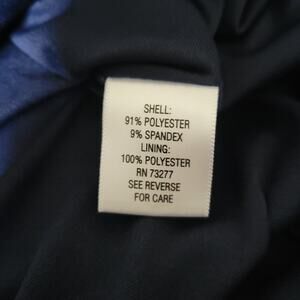 SHELL:
91% POLYESTER
9% SPANDEX
LINING:
100% POLYESTER
RN 73277
SEE REVERSE
FOR CARE